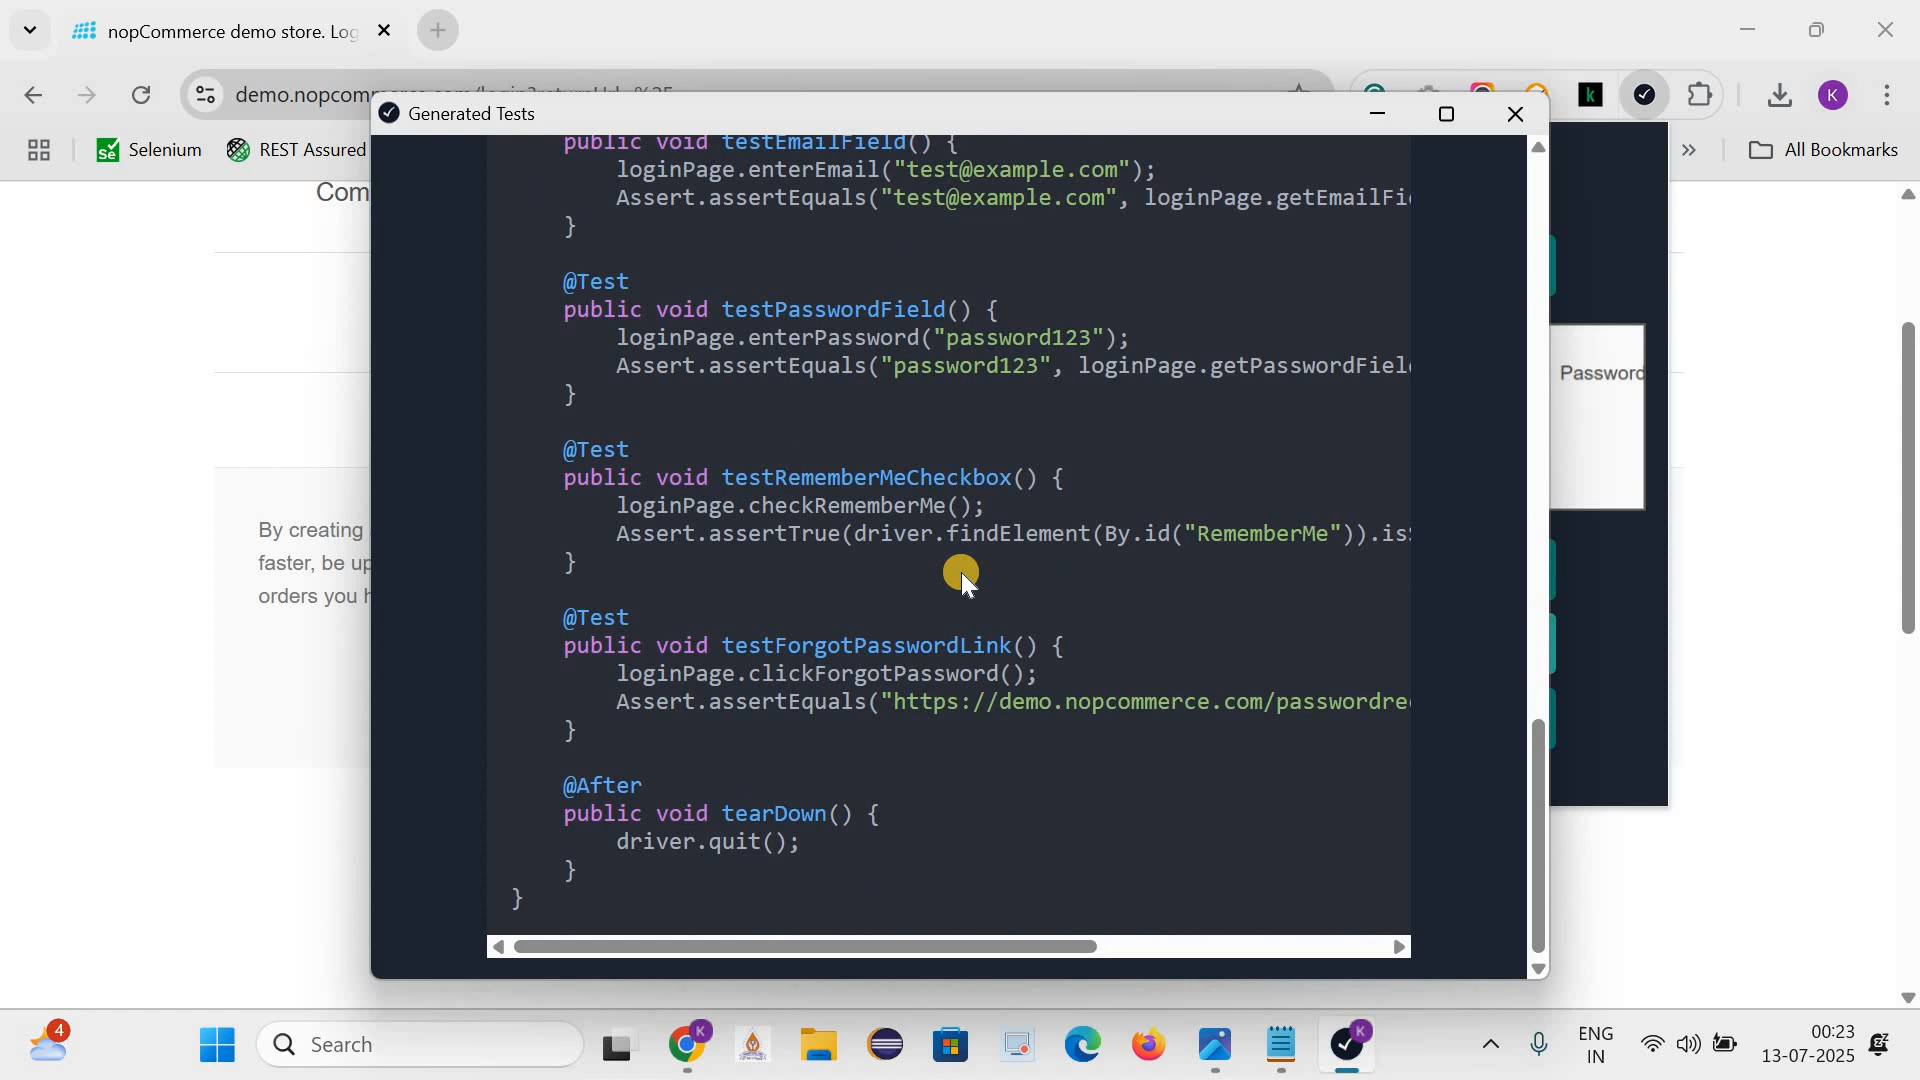 nopCommerce demo store. Log
demo.nopcomm
Generated Tests
Selenium
REST Assured
All Bookmarks
K
Com
Password
By creating
faster, be up
orders you h
public void testEmailField() {
loginPage.enterEmail("test@example.com");
Assert.assertEquals("test@example.com", loginPage.getEmailFi
}
@Test
public void testPasswordField() {
loginPage.enterPassword("password123");
Assert.assertEquals("password123", loginPage.getPasswordField
}
@Test
public void testRememberMeCheckbox() {
loginPage.checkRememberMe();
Assert.assertTrue(driver.findElement(By.id("RememberMe")).is
}
@Test
public void testForgotPasswordLink() {
loginPage.clickForgotPassword();
Assert.assertEquals("https://demo.nopcommerce.com/passwordre
}
@After
public void tearDown() {
driver.quit();
}
}
4
Search
ENG
IN
00:23
13-07-2025